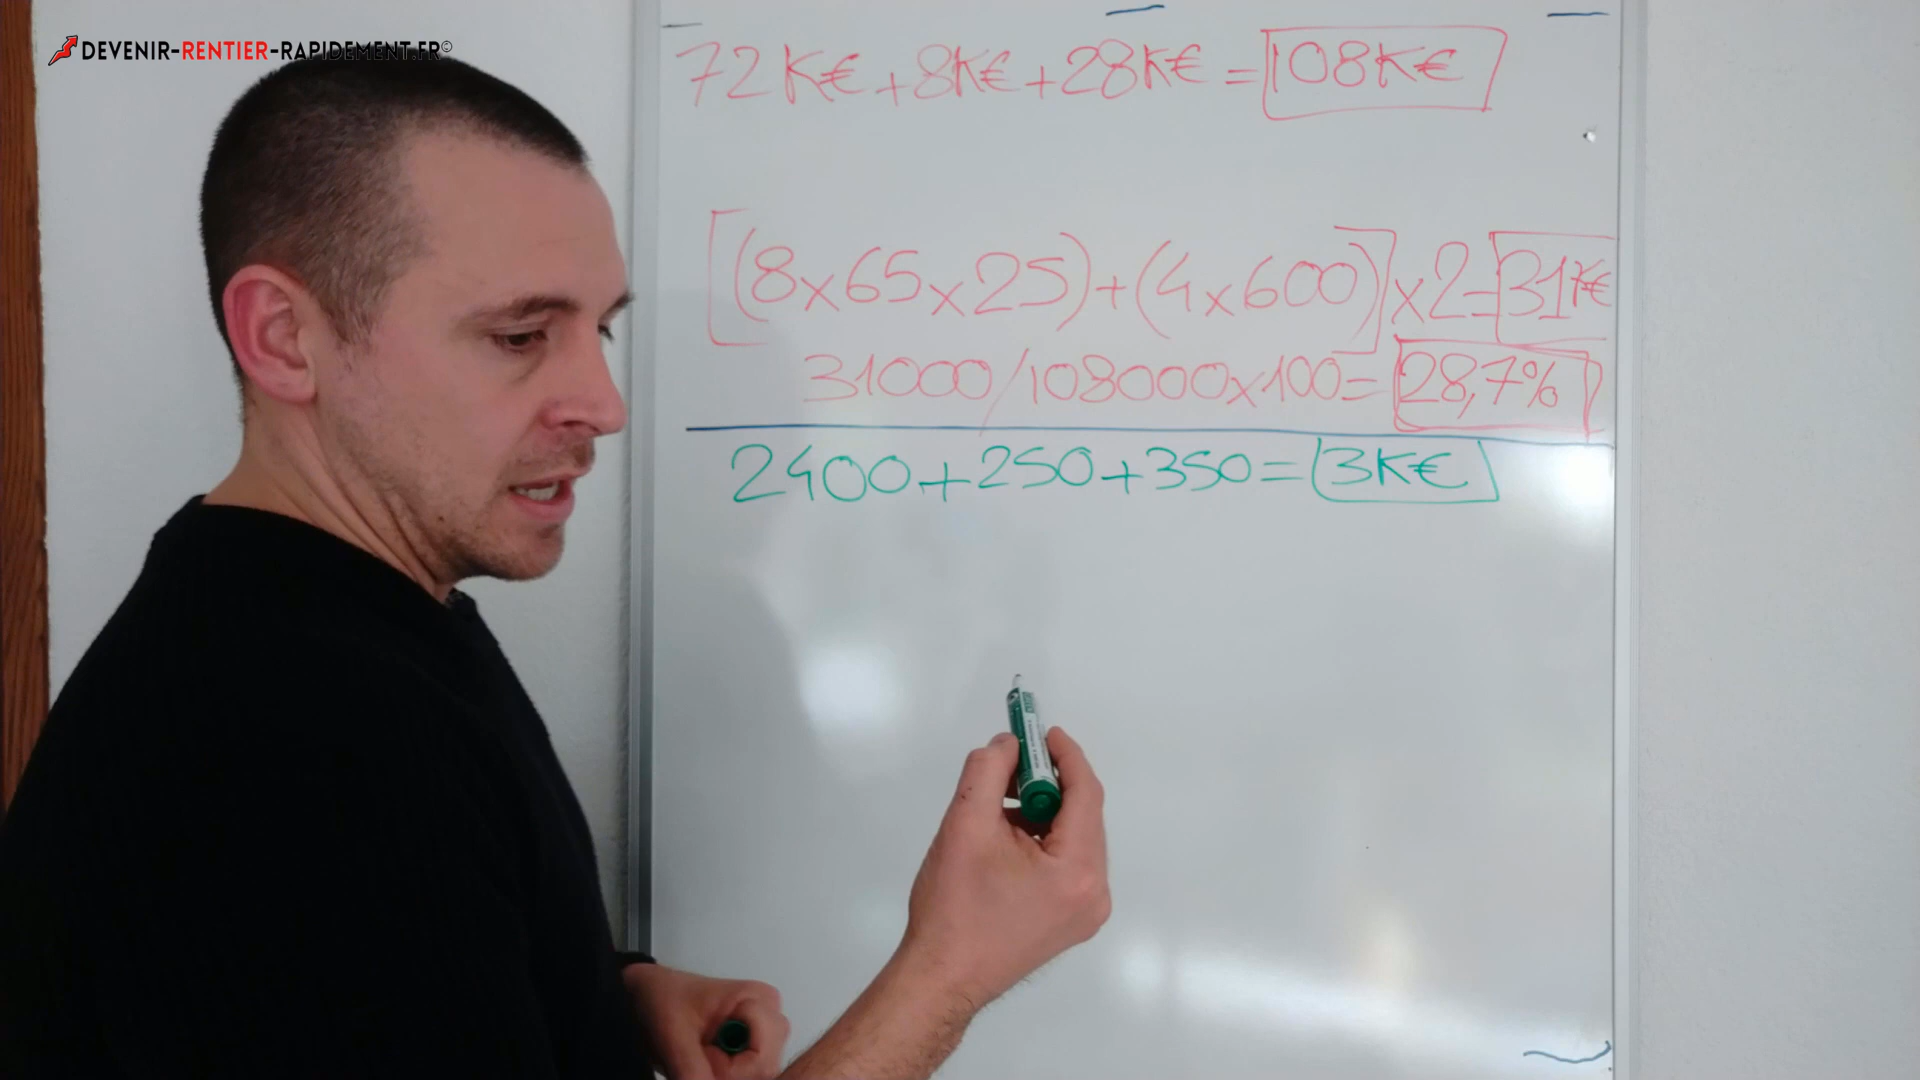 DEVENIR-RENTIER-RAPIDEMENT.FR©
72K€ + 8K€ + 28K€ = 108K€
[(8x65x25)+(4x600)]x2=31K€
31000/108000x100= 28,7%
2400+250+350= 3K€